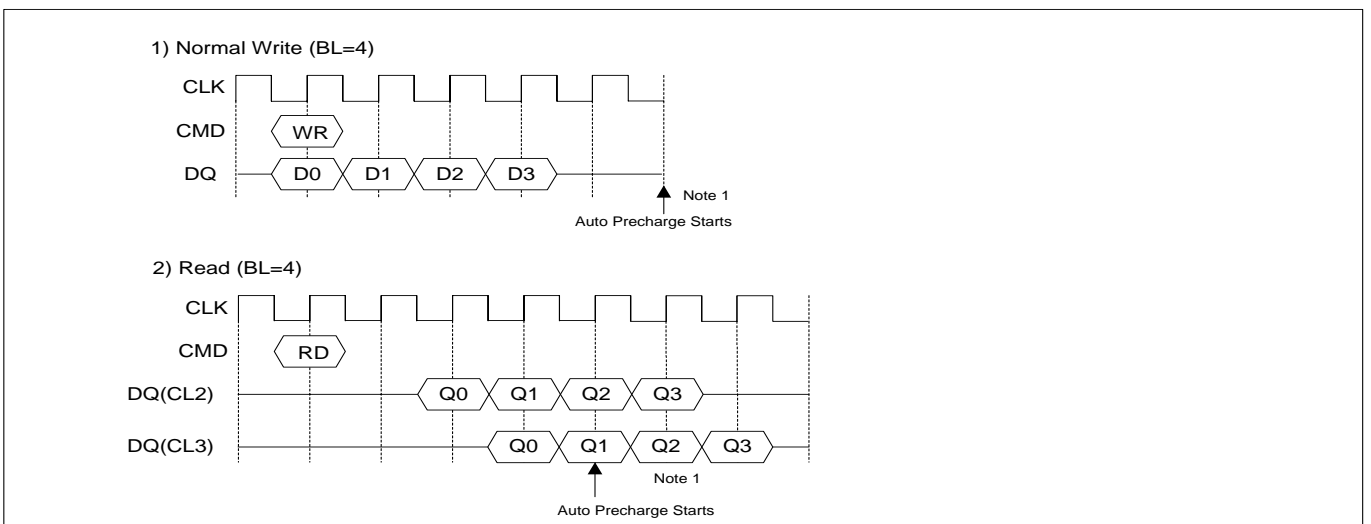 1) Normal Write (BL=4)
CLK
CMD WR
DQ D0 D1 D2 D3
Note 1
Auto Precharge Starts
2) Read (BL=4)
CLK
CMD RD
DQ(CL2) Q0 Q1 Q2 Q3
DQ(CL3) Q0 Q1 Q2 Q3
Note 1
Auto Precharge Starts